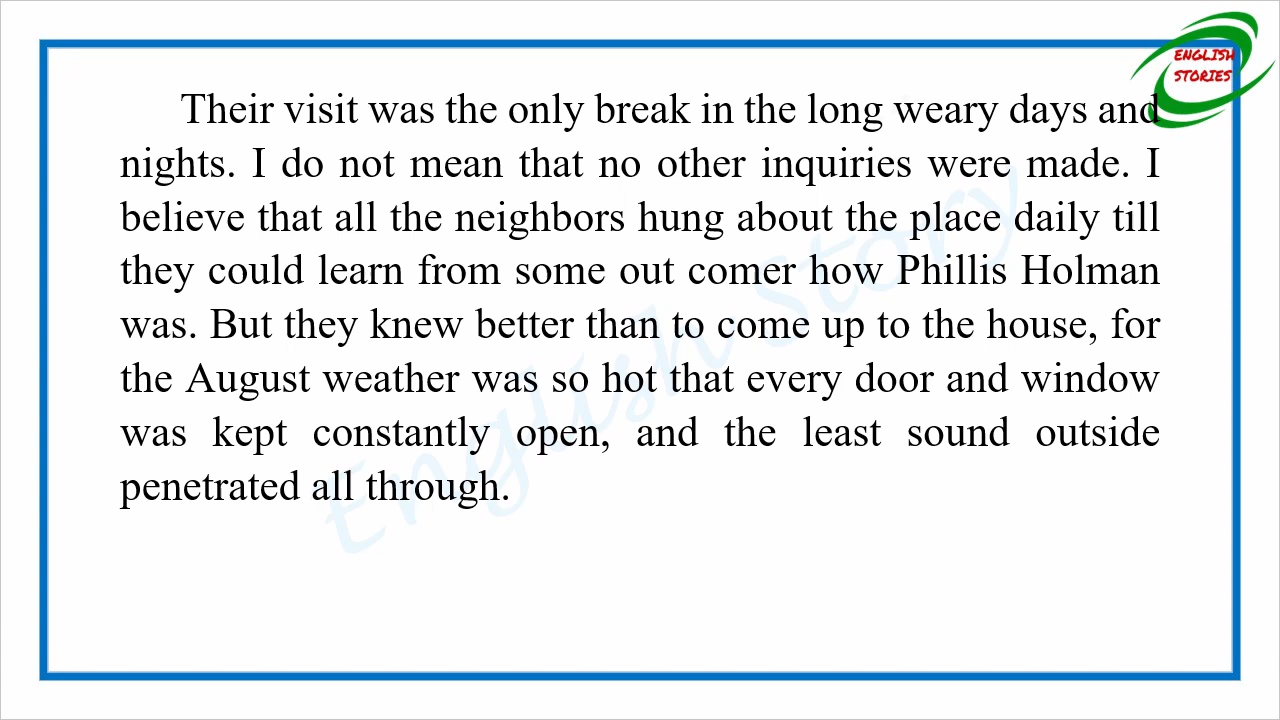 ENGLISH
STORIES
Their visit was the only break in the long weary days and
nights. I do not mean that no other inquiries were made. I
believe that all the neighbors hung about the place daily till
they could learn from some out comer how Phillis Holman
was. But they knew better than to come up to the house, for
the August weather was so hot that every door and window
was kept constantly open, and the least sound outside
penetrated all through.
English Story